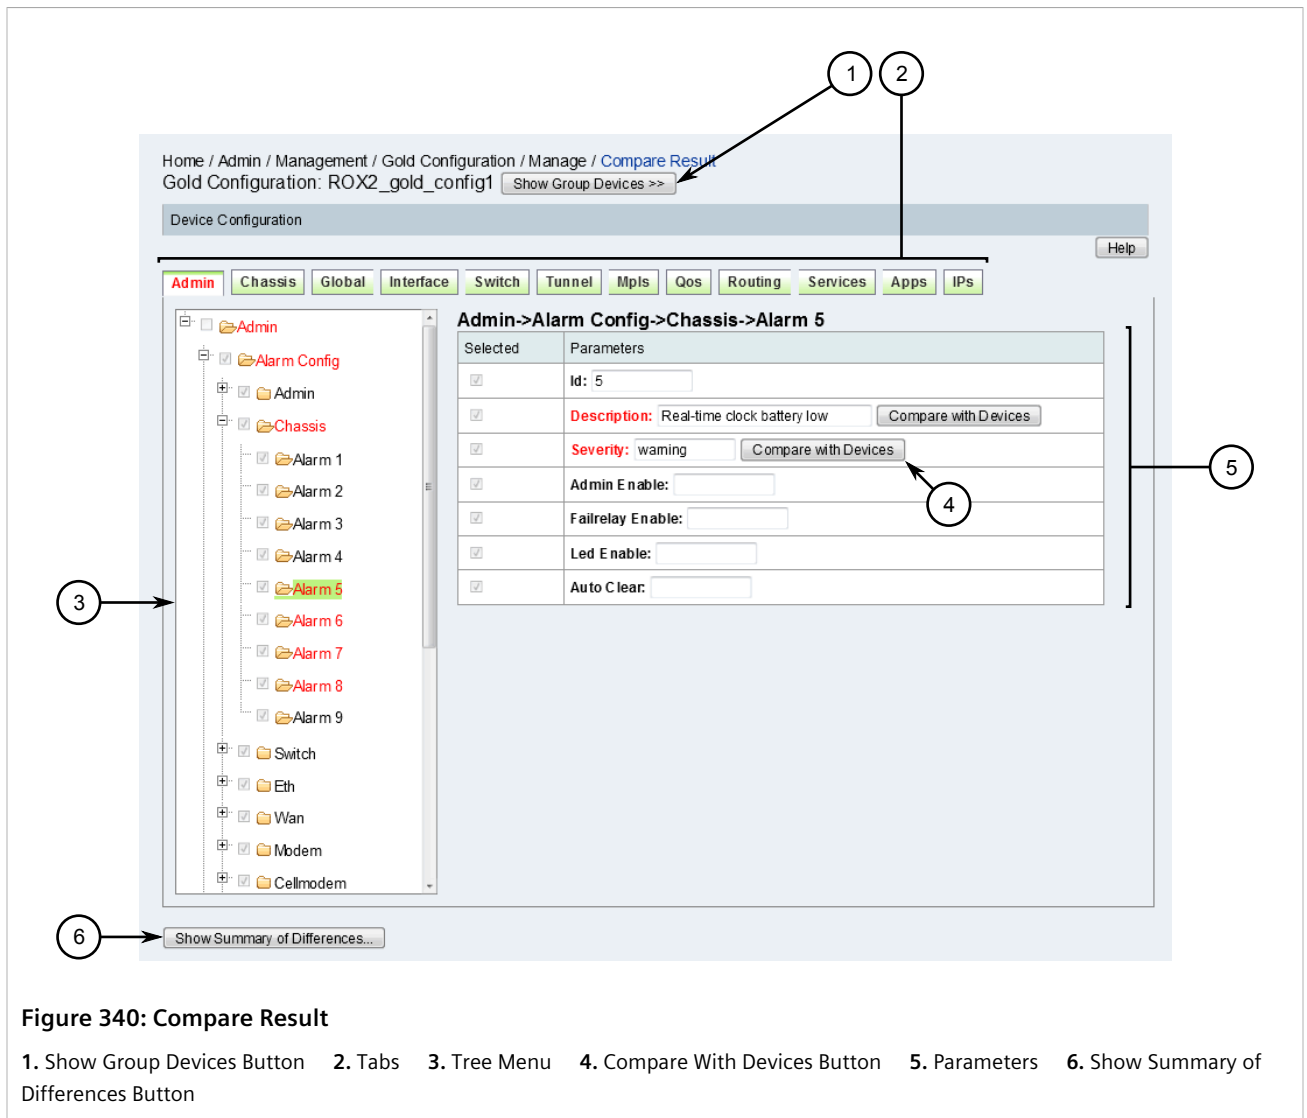 1 2
Home / Admin / Management / Gold Configuration / Manage / Compare Result
Gold Configuration: ROX2_gold_config1 Show Group Devices >>
Device Configuration
Help
Admin Chassis Global Interface Switch Tunnel Mpls Qos Routing Services Apps IPs
Admin
Alarm Config
Admin
Chassis
Alarm 1
Alarm 2
Alarm 3
Alarm 4
Alarm 5
Alarm 6
Alarm 7
Alarm 8
Alarm 9
Switch
Eth
Wan
Modem
Cellmodem
Admin->Alarm Config->Chassis->Alarm 5
Selected Parameters
Id: 5
Description: Real-time clock battery low Compare with Devices
Severity: warning Compare with Devices
Admin Enable:
Failrelay Enable:
Led Enable:
Auto Clear:
4
5
3
6
Show Summary of Differences...
Figure 340: Compare Result
1. Show Group Devices Button 2. Tabs 3. Tree Menu 4. Compare With Devices Button 5. Parameters 6. Show Summary of
Differences Button